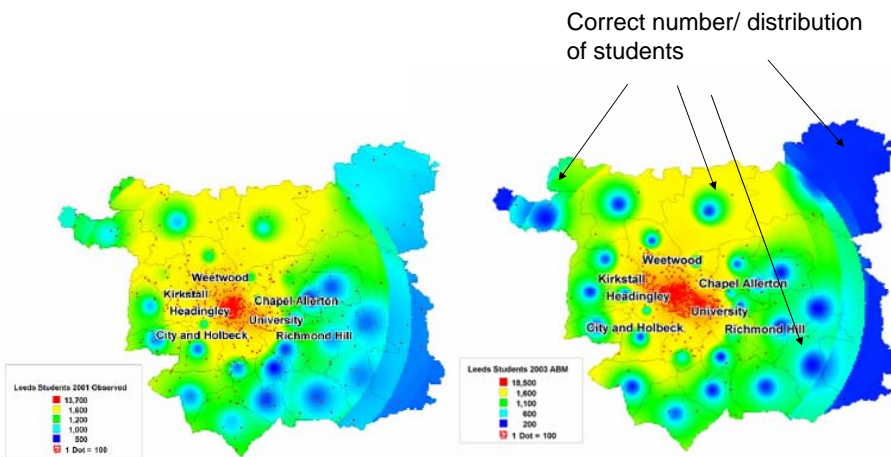 Correct number/ distribution
of students
Weetwood
Kirkstall
Chapel Allerton
Headingley
University
City and Holbeck
Richmond Hill
Leeds Students 2001 Observed
13,700
1,600
1,200
1,000
500
1 Dot = 100
Weetwood
Kirkstall
Chapel Allerton
Headingley
University
City and Holbeck
Richmond Hill
Leeds Students 2003 ABM
18,500
1,600
1,100
600
200
1 Dot = 100